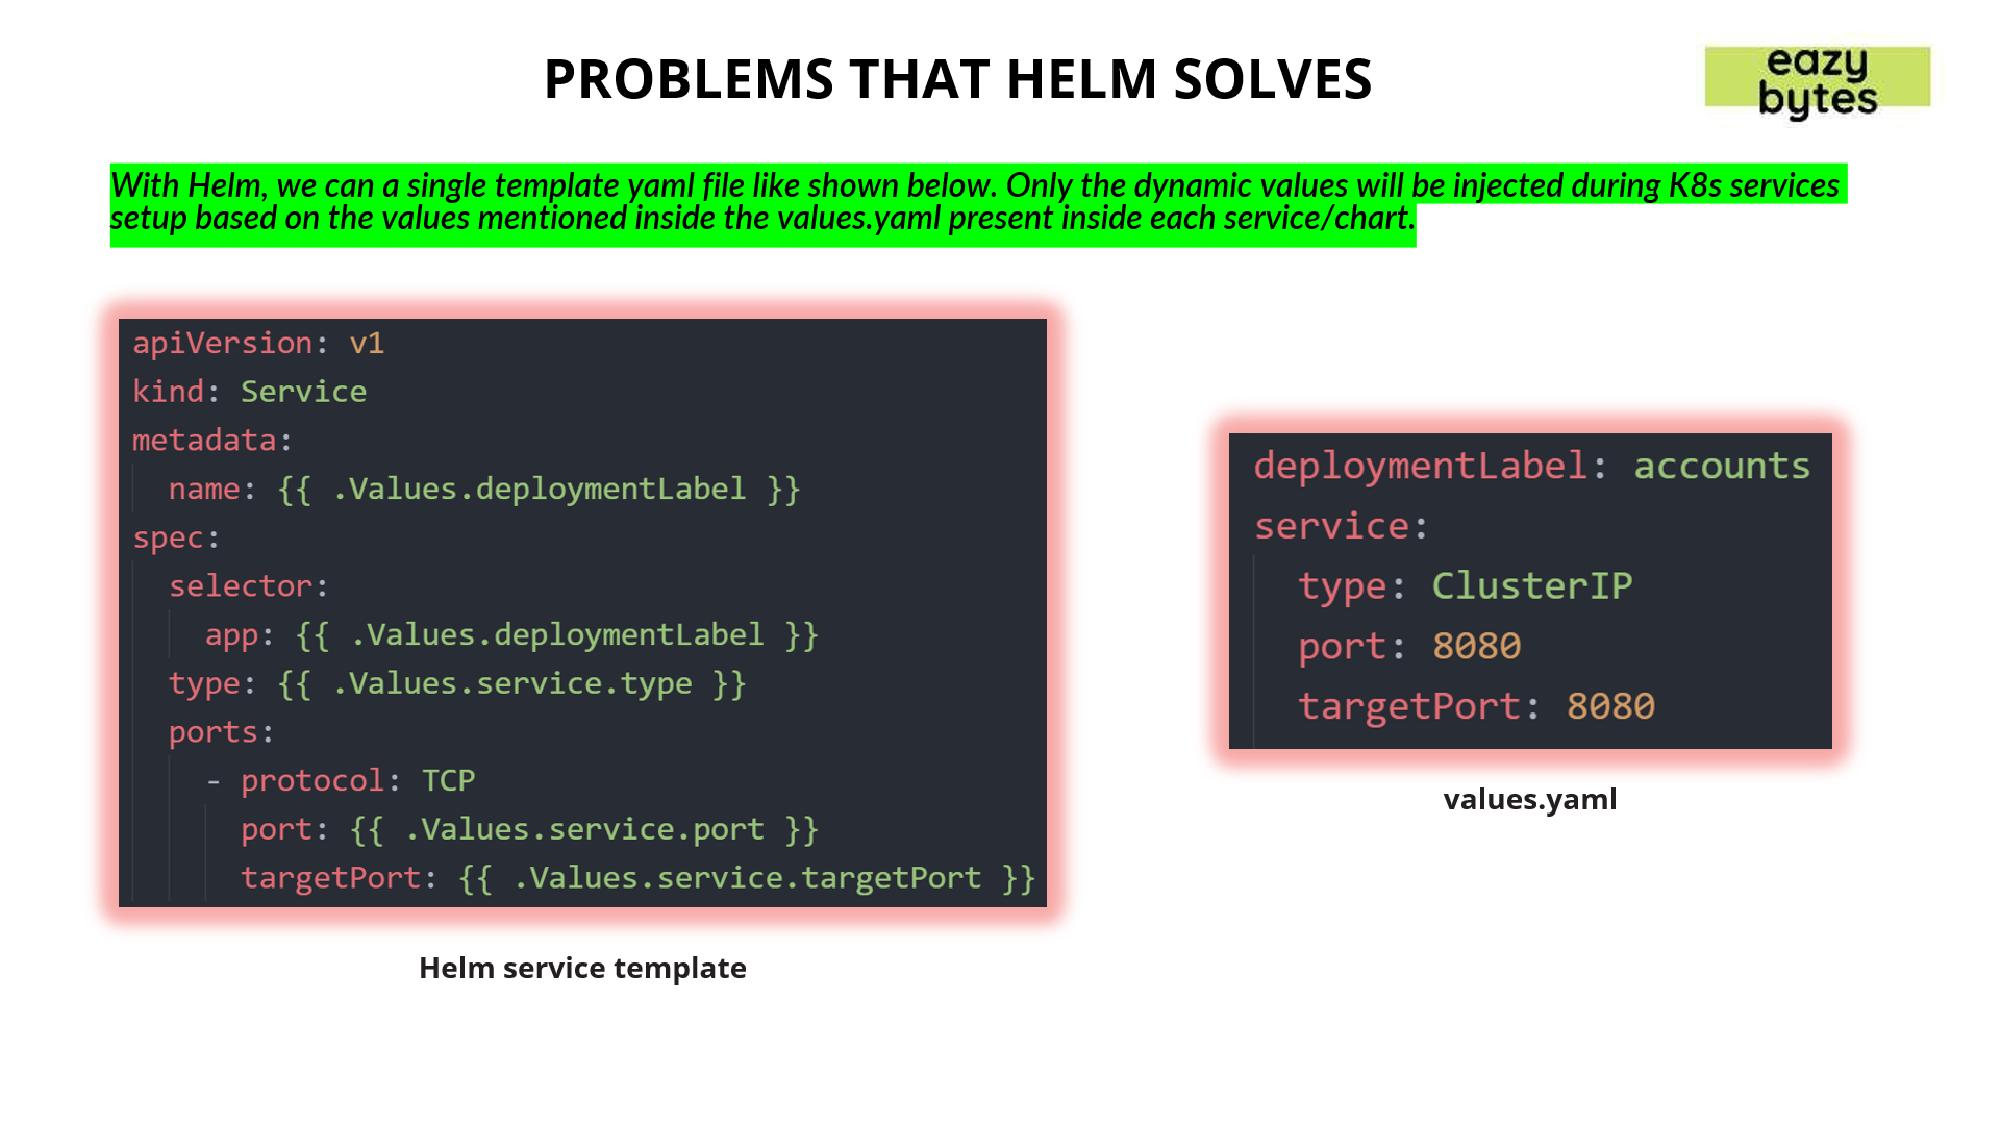 PROBLEMS THAT HELM SOLVES
eazy
bytes
With Helm, we can a single template yaml file like shown below. Only the dynamic values will be injected during K8s services
setup based on the values mentioned inside the values.yaml present inside each service/chart.
apiVersion: v1
kind: Service
metadata:
  name: {{ .Values.deploymentLabel }}
spec:
  selector:
    app: {{ .Values.deploymentLabel }}
  type: {{ .Values.service.type }}
  ports:
    - protocol: TCP
      port: {{ .Values.service.port }}
      targetPort: {{ .Values.service.targetPort }}
Helm service template
deploymentLabel: accounts
service:
  type: ClusterIP
  port: 8080
  targetPort: 8080
values.yaml